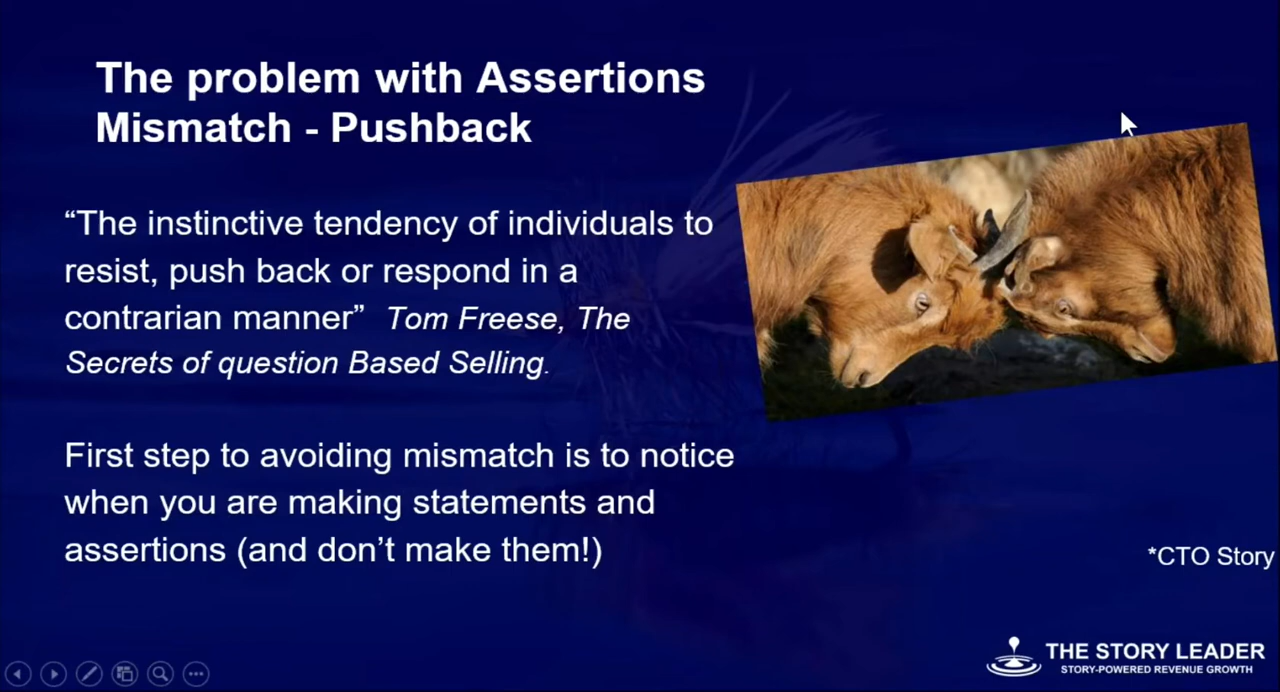 The problem with Assertions
Mismatch - Pushback
“The instinctive tendency of individuals to
resist, push back or respond in a
contrarian manner” Tom Freese, The
Secrets of question Based Selling.
First step to avoiding mismatch is to notice
when you are making statements and
assertions (and don’t make them!)
*CTO Story
THE STORY LEADER
STORY-POWERED REVENUE GROWTH